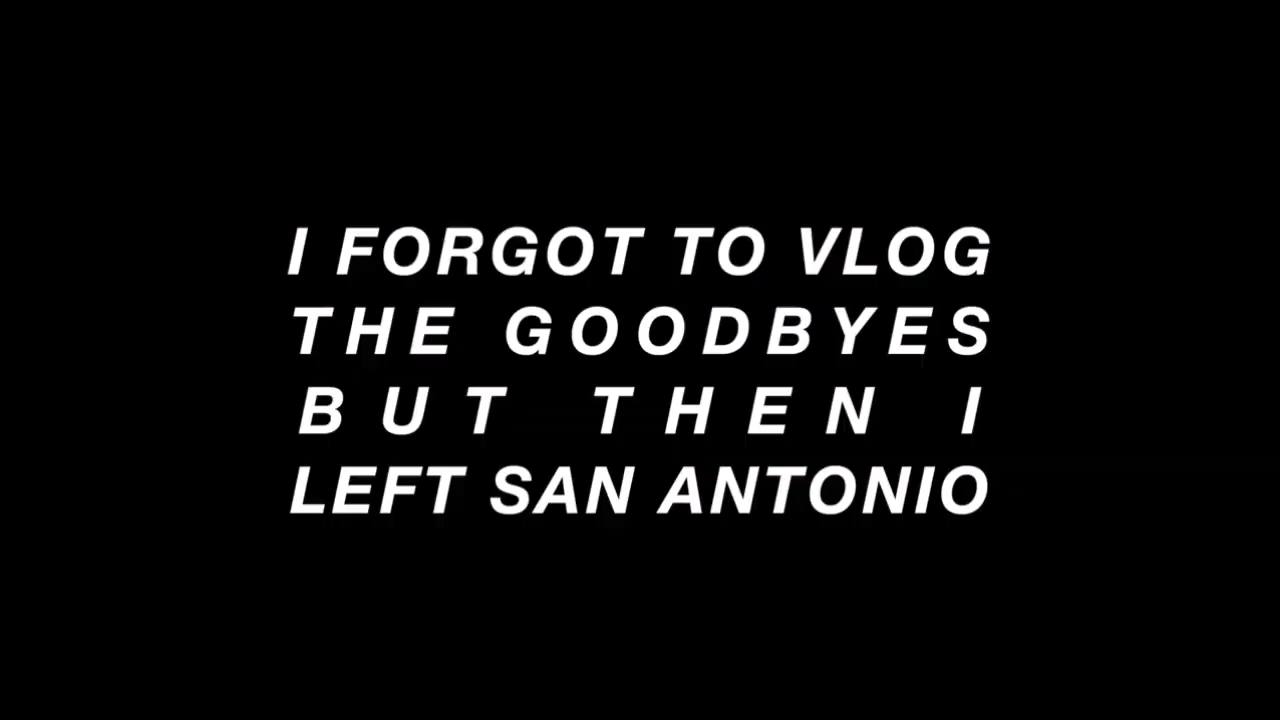 I FORGOT TO VLOG
THE GOODBYES
BUT THEN I
LEFT SAN ANTONIO